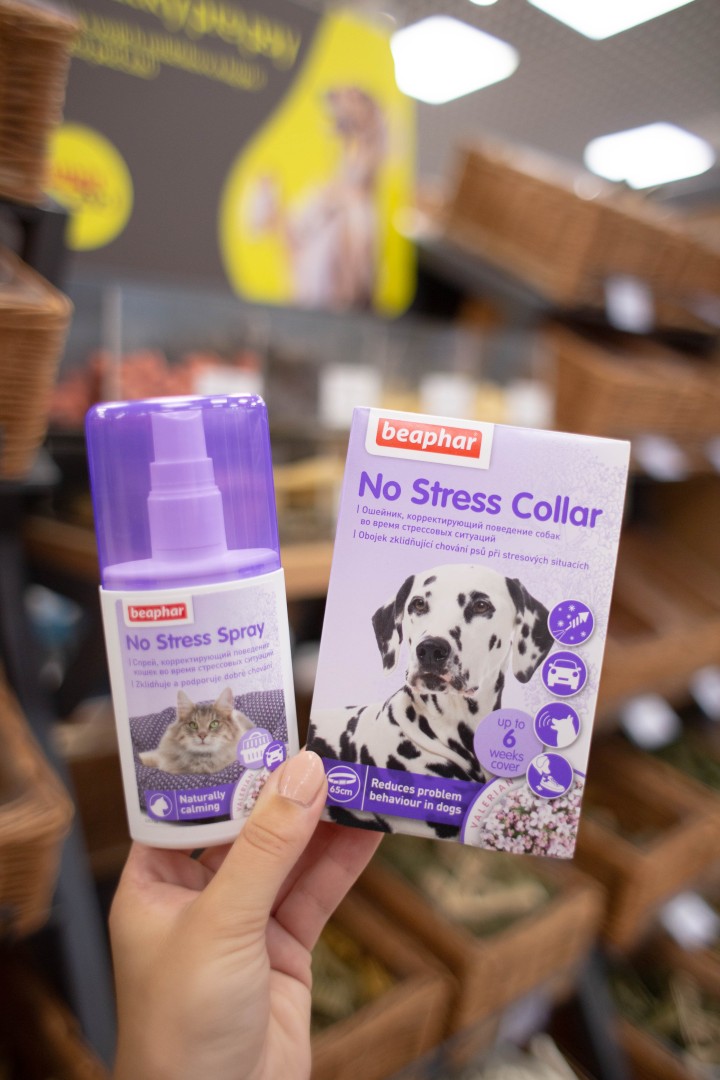 beaphar
No Stress Collar
Ошейник, корректирующий поведение собак
во время стрессовых ситуаций
Obojek zklidňující chování psů při stresových situacích
up to
6
weeks
cover
65cm
Reduces problem
behaviour in dogs
VALERIAN
beaphar
No Stress Spray
Спрей, корректирующий поведение
кошек во время стрессовых ситуаций
Zklidňuje a podparuje dobré chování
Naturally
calming